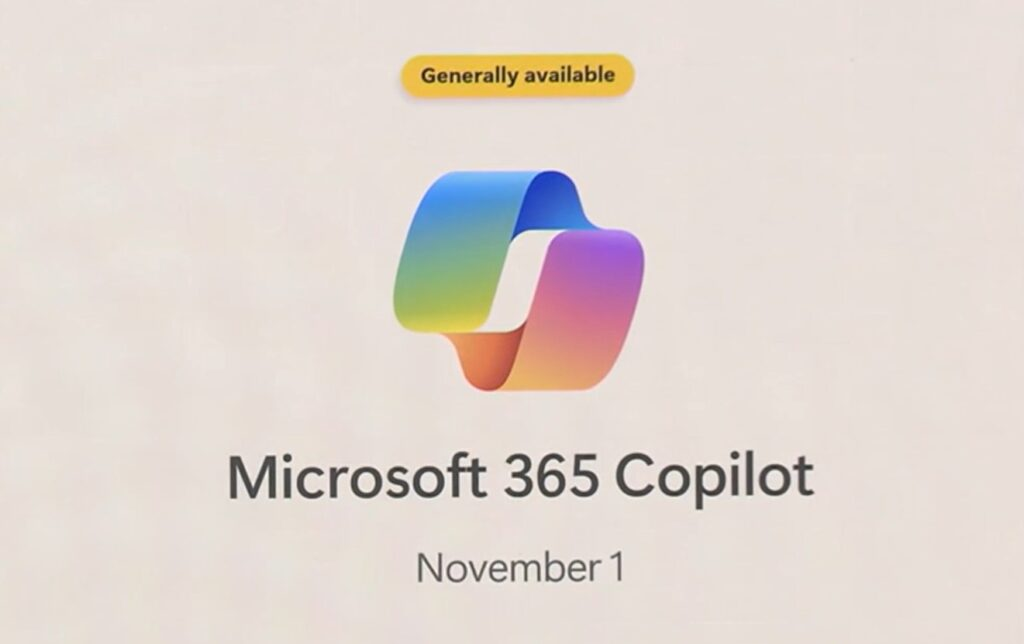 Generally available
Microsoft 365 Copilot
November 1